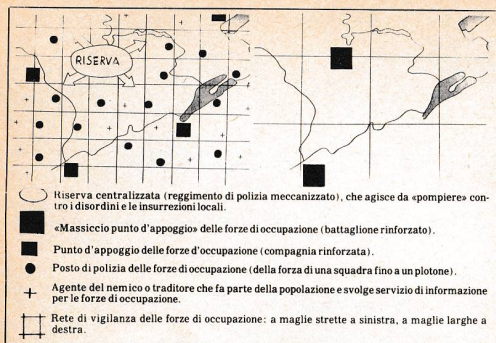 RISERVA
Riserva centralizzata (reggimento di polizia meccanizzato), che agisce da «pompiere» con-
tro i disordini e le insurrezioni locali.
«Massiccio punto d'appoggio» delle forze di occupazione (battaglione rinforzato).
Punto d'appoggio delle forze d'occupazione (compagnia rinforzata).
Posto di polizia delle forze di occupazione (della forza di una squadra fino a un plotone).
Agente del nemico o traditore che fa parte della popolazione e svolge servizio di informazione
per le forze di occupazione.
Rete di vigilanza delle forze di occupazione: a maglie strette a sinistra, a maglie larghe a
destra.